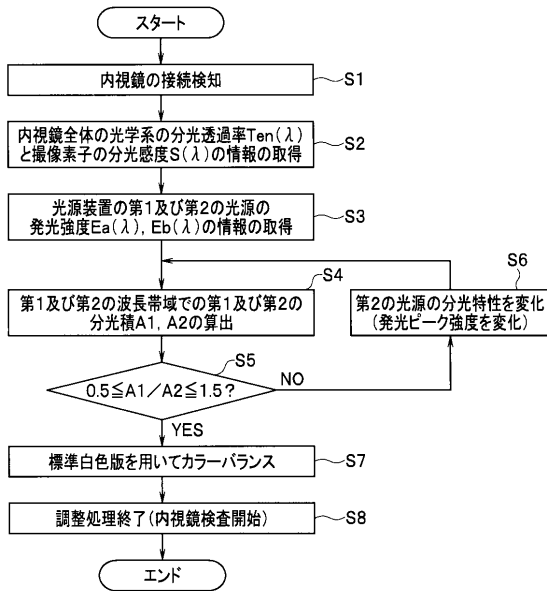 スタート
内視鏡の接続検知
S1
内視鏡全体の光学系の分光透過率Ten(λ)
と撮像素子の分光感度S(λ)の情報の取得
S2
光源装置の第1及び第2の光源の
発光強度Ea(λ), Eb(λ)の情報の取得
S3
第1及び第2の波長帯域での第1及び第2の
分光積A1, A2の算出
S4
第2の光源の分光特性を変化
(発光ピーク強度を変化)
S6
0.5≦A1／A2≦1.5?
S5
NO
YES
標準白色版を用いてカラーバランス
S7
調整処理終了(内視鏡検査開始)
S8
エンド